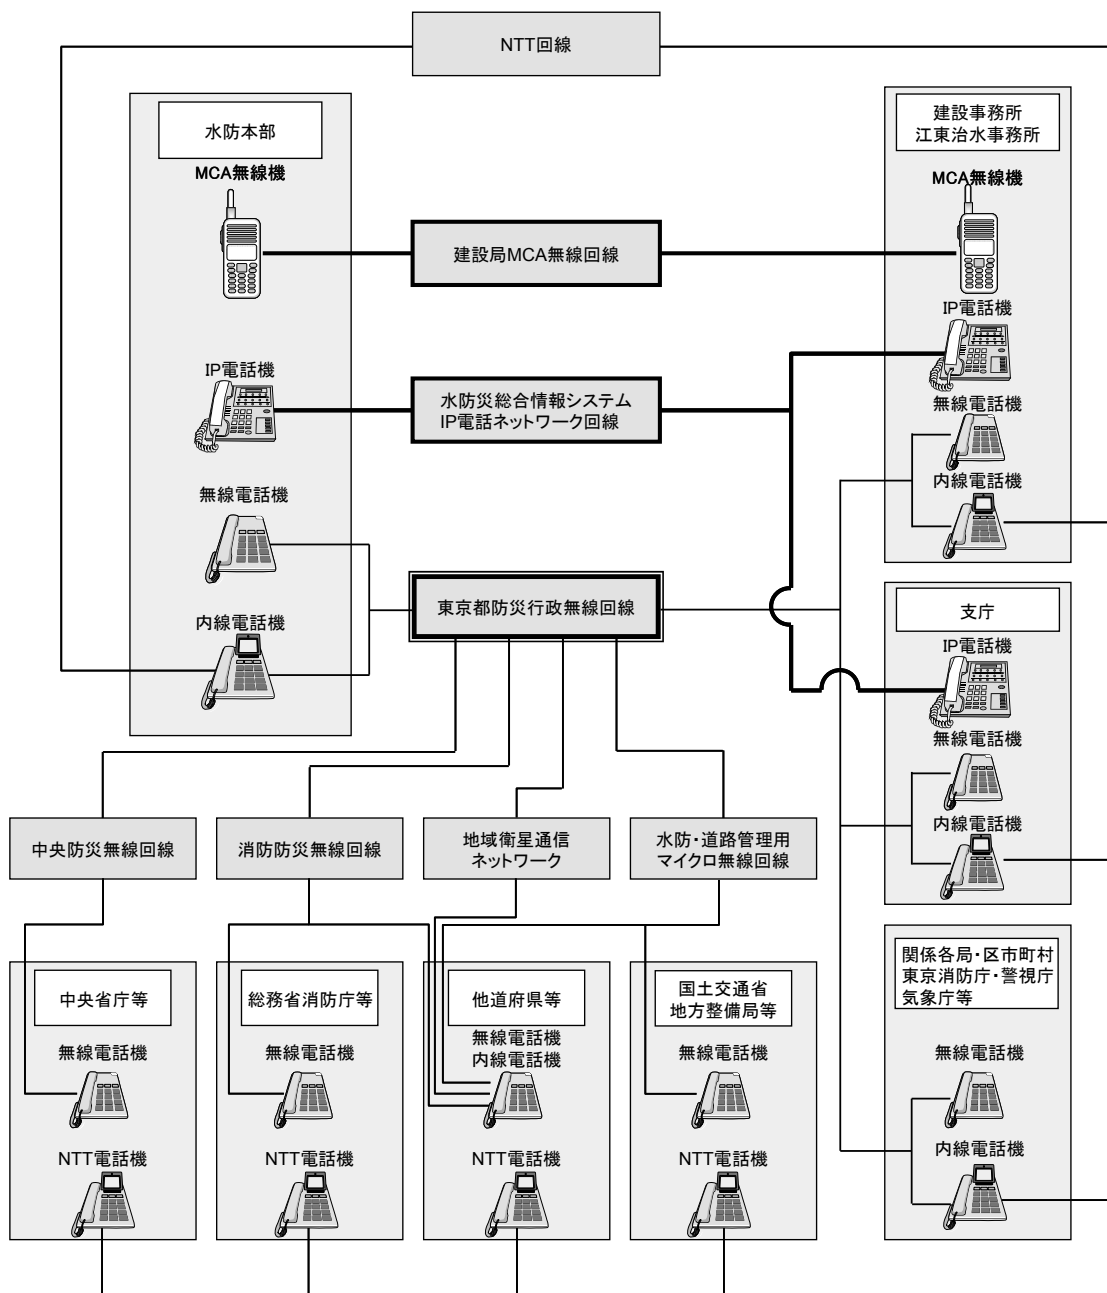 NTT回線
水防本部
MCA無線機
IP電話機
無線電話機
内線電話機
建設局MCA無線回線
水防災総合情報システム
IP電話ネットワーク回線
東京都防災行政無線回線
建設事務所
江東治水事務所
MCA無線機
IP電話機
無線電話機
内線電話機
支庁
IP電話機
無線電話機
内線電話機
中央防災無線回線
消防防災無線回線
地域衛星通信
ネットワーク
水防・道路管理用
マイクロ無線回線
中央省庁等
無線電話機
NTT電話機
総務省消防庁等
無線電話機
NTT電話機
他道府県等
無線電話機
内線電話機
NTT電話機
国土交通省
地方整備局等
無線電話機
NTT電話機
関係各局・区市町村
東京消防庁・警視庁
気象庁等
無線電話機
内線電話機